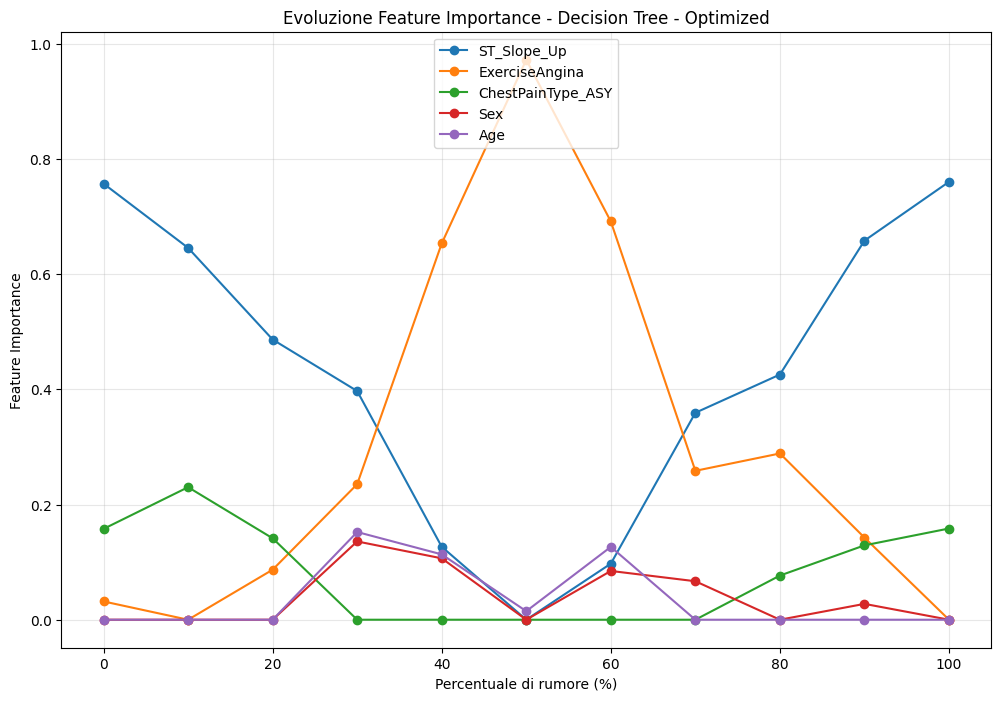 Evoluzione Feature Importance - Decision Tree - Optimized
ST_Slope_Up
ExerciseAngina
ChestPainType_ASY
Sex
Age
Feature Importance
1.0
0.8
0.6
0.4
0.2
0.0
0 20 40 60 80 100
Percentuale di rumore (%)